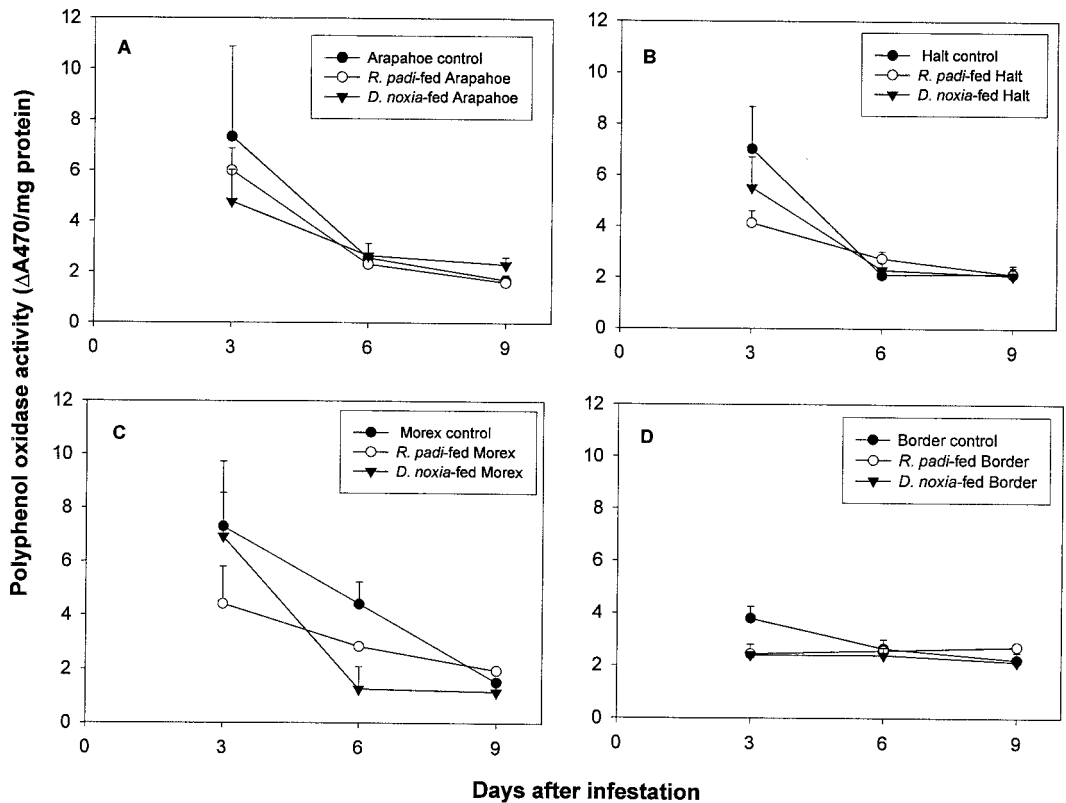 Polyphenol oxidase activity (ΔA470/mg protein)
A
Arapahoe control
R. padi-fed Arapahoe
D. noxia-fed Arapahoe
12
10
8
6
4
2
0
0 3 6 9
B
Halt control
R. padi-fed Halt
D. noxia-fed Halt
12
10
8
6
4
2
0
0 3 6 9
C
Morex control
R. padi-fed Morex
D. noxia-fed Morex
12
10
8
6
4
2
0
0 3 6 9
D
Border control
R. padi-fed Border
D. noxia-fed Border
12
10
8
6
4
2
0
0 3 6 9
Days after infestation